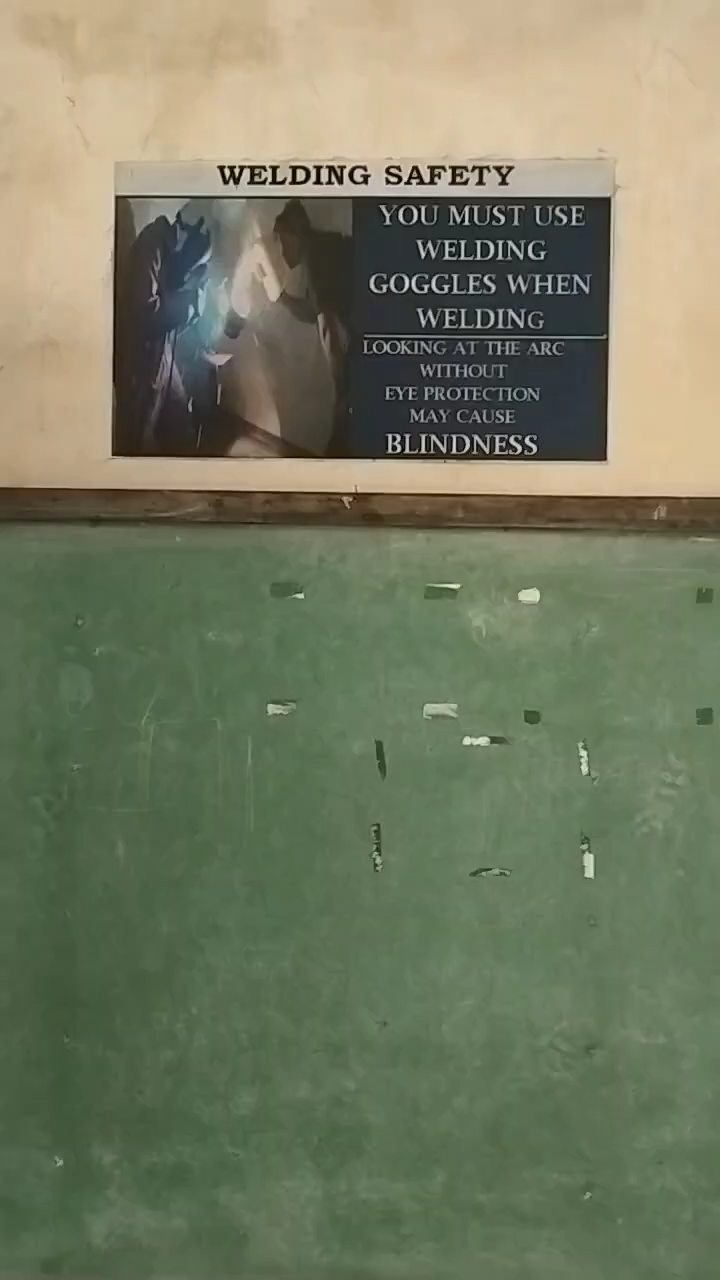 WELDING SAFETY
YOU MUST USE
WELDING
GOGGLES WHEN
WELDING
LOOKING AT THE ARC
WITHOUT
EYE PROTECTION
MAY CAUSE
BLINDNESS